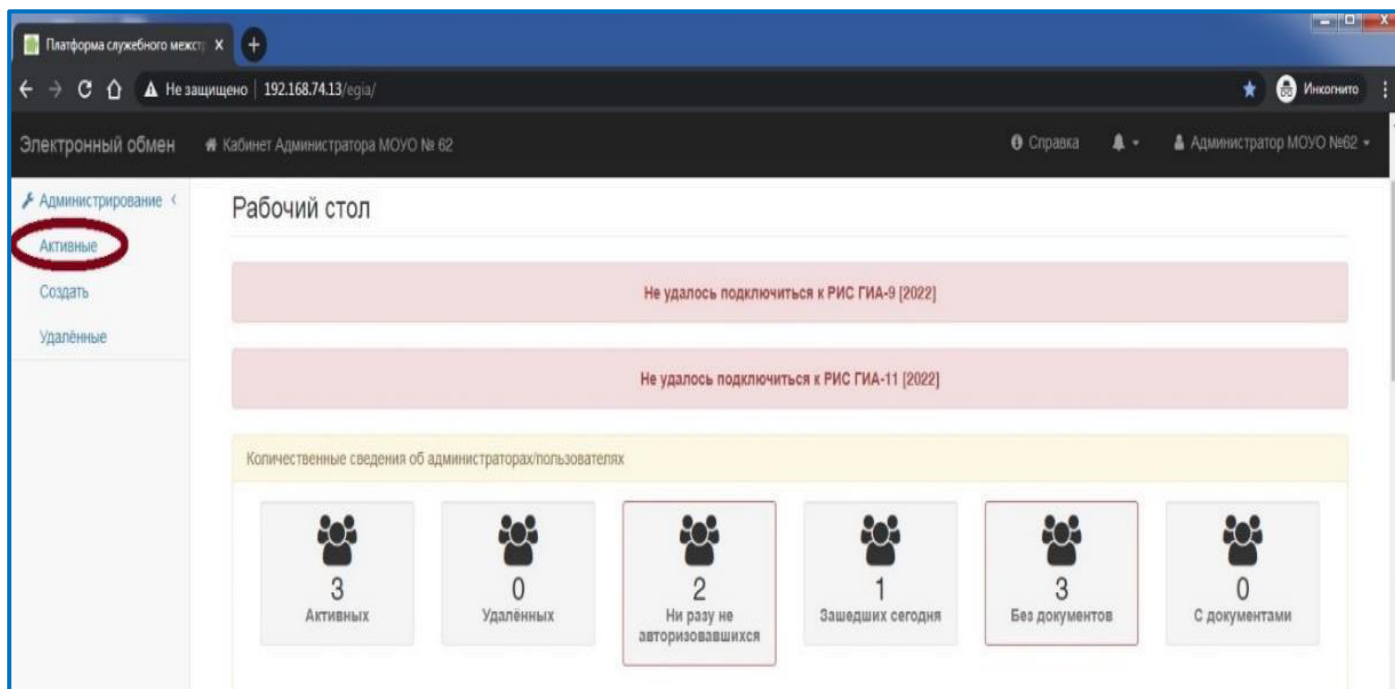 Платформа служебного межст
Не защищено | 192.168.74.13/egia/
Инкогнито
Электронный обмен
Кабинет Администратора МОУО № 62
Справка
Администратор МОУО №62
Администрирование
Рабочий стол
Активные
Создать
Удалённые
Не удалось подключиться к РИС ГИА-9 [2022]
Не удалось подключиться к РИС ГИА-11 [2022]
Количественные сведения об администраторах/пользователях
3
Активных
0
Удалённых
2
Ни разу не
авторизовавшихся
1
Зашедших сегодня
3
Без документов
0
С документами